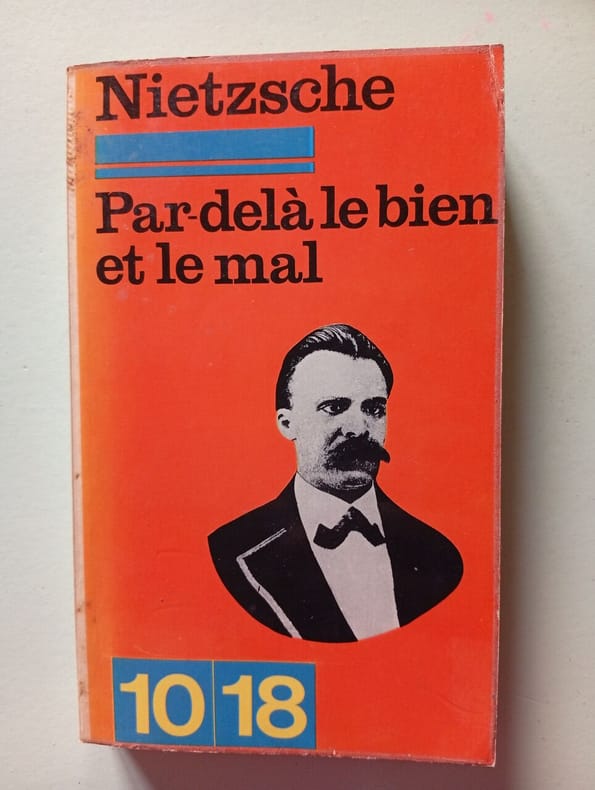 Nietzsche
Par-delà le bien
et le mal
10 18